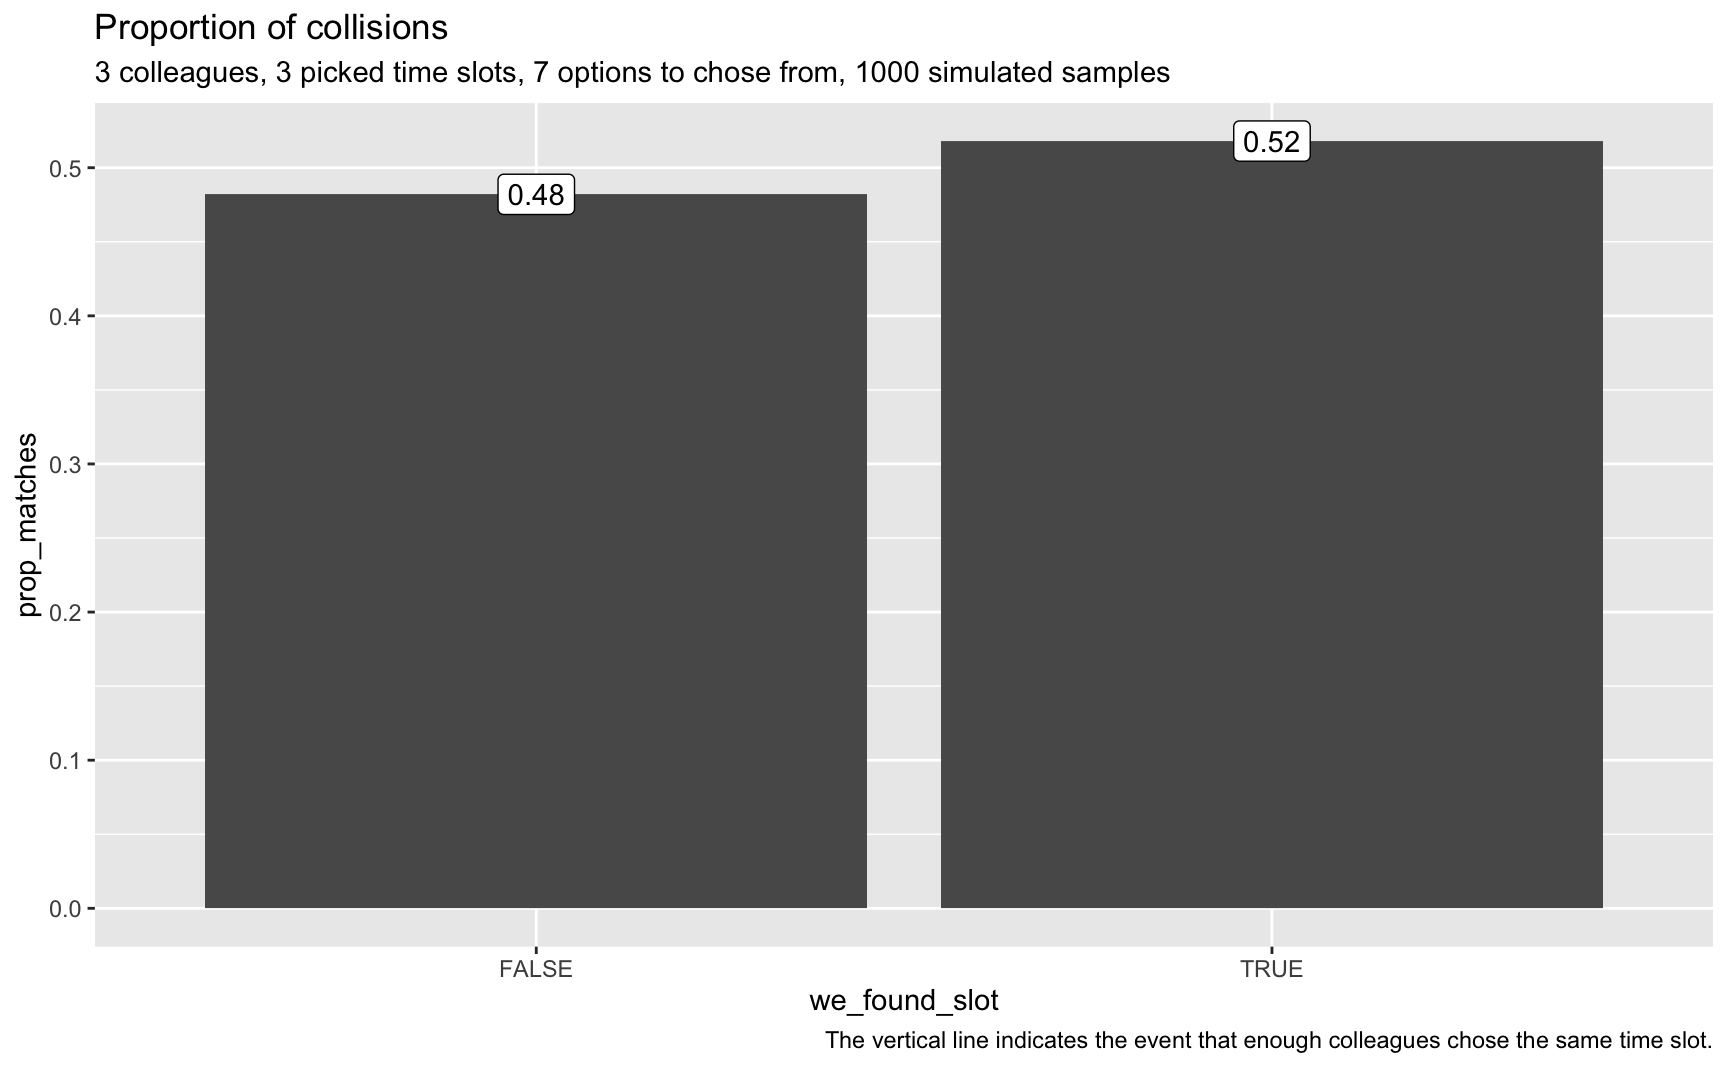 Proportion of collisions
3 colleagues, 3 picked time slots, 7 options to chose from, 1000 simulated samples
prop_matches
0.5
0.4
0.3
0.2
0.1
0.0
0.48
0.52
FALSE
TRUE
we_found_slot
The vertical line indicates the event that enough colleagues chose the same time slot.